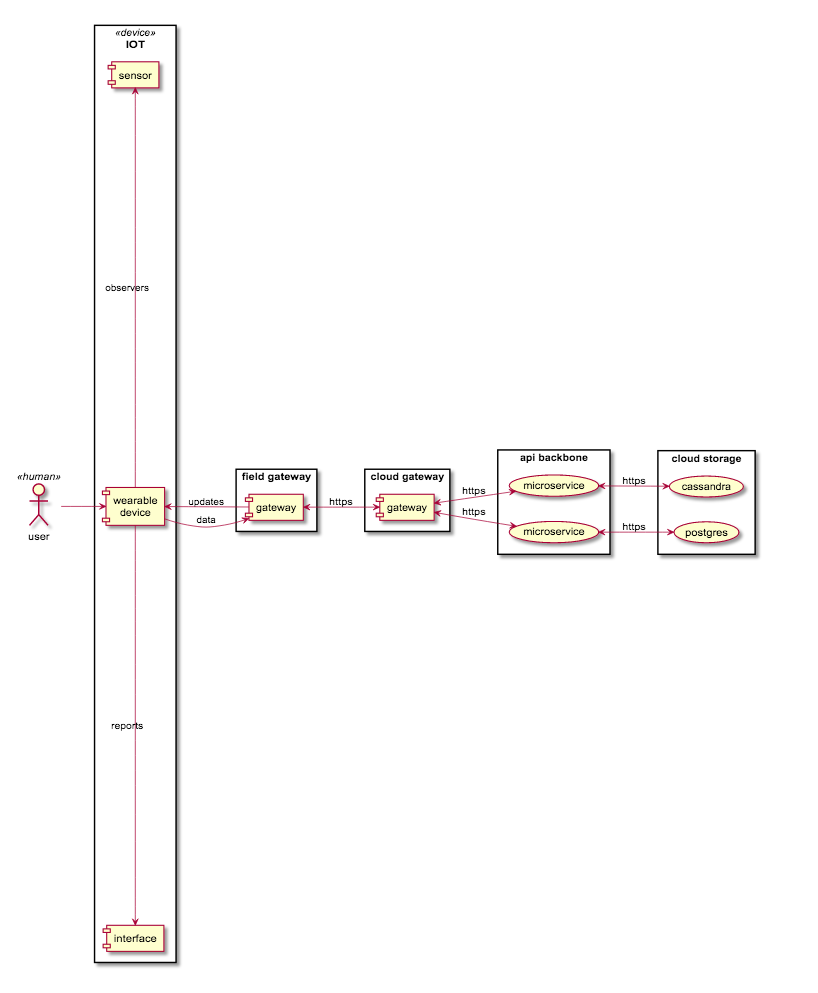 «device»
IOT
sensor
observers
«human»
user
wearable
device
updates
data
field gateway
gateway
https
cloud gateway
gateway
https
https
api backbone
microservice
microservice
https
https
cloud storage
cassandra
postgres
reports
interface